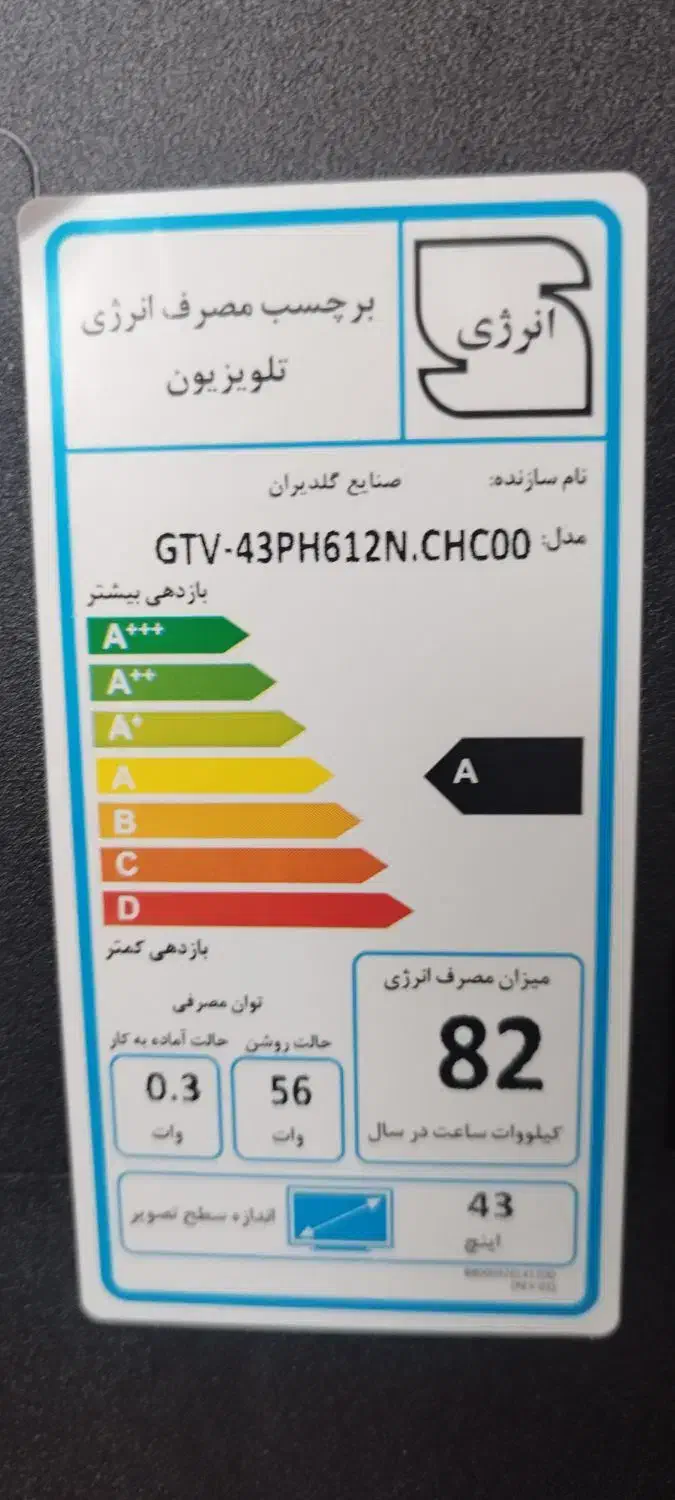 انرژی
برچسب مصرف انرژی
تلویزیون
نام سازنده: صنایع گلدیران
مدل: GTV-43PH612N.CHC00
بازدهی بیشتر
A+++
A++
A+
A
A
B
C
D
بازدهی کمتر
میزان مصرف انرژی
82
کیلووات ساعت در سال
توان مصرفی
حالت روشن
56
وات
حالت آماده به کار
0.3
وات
43
اینچ
اندازه سطح تصویر